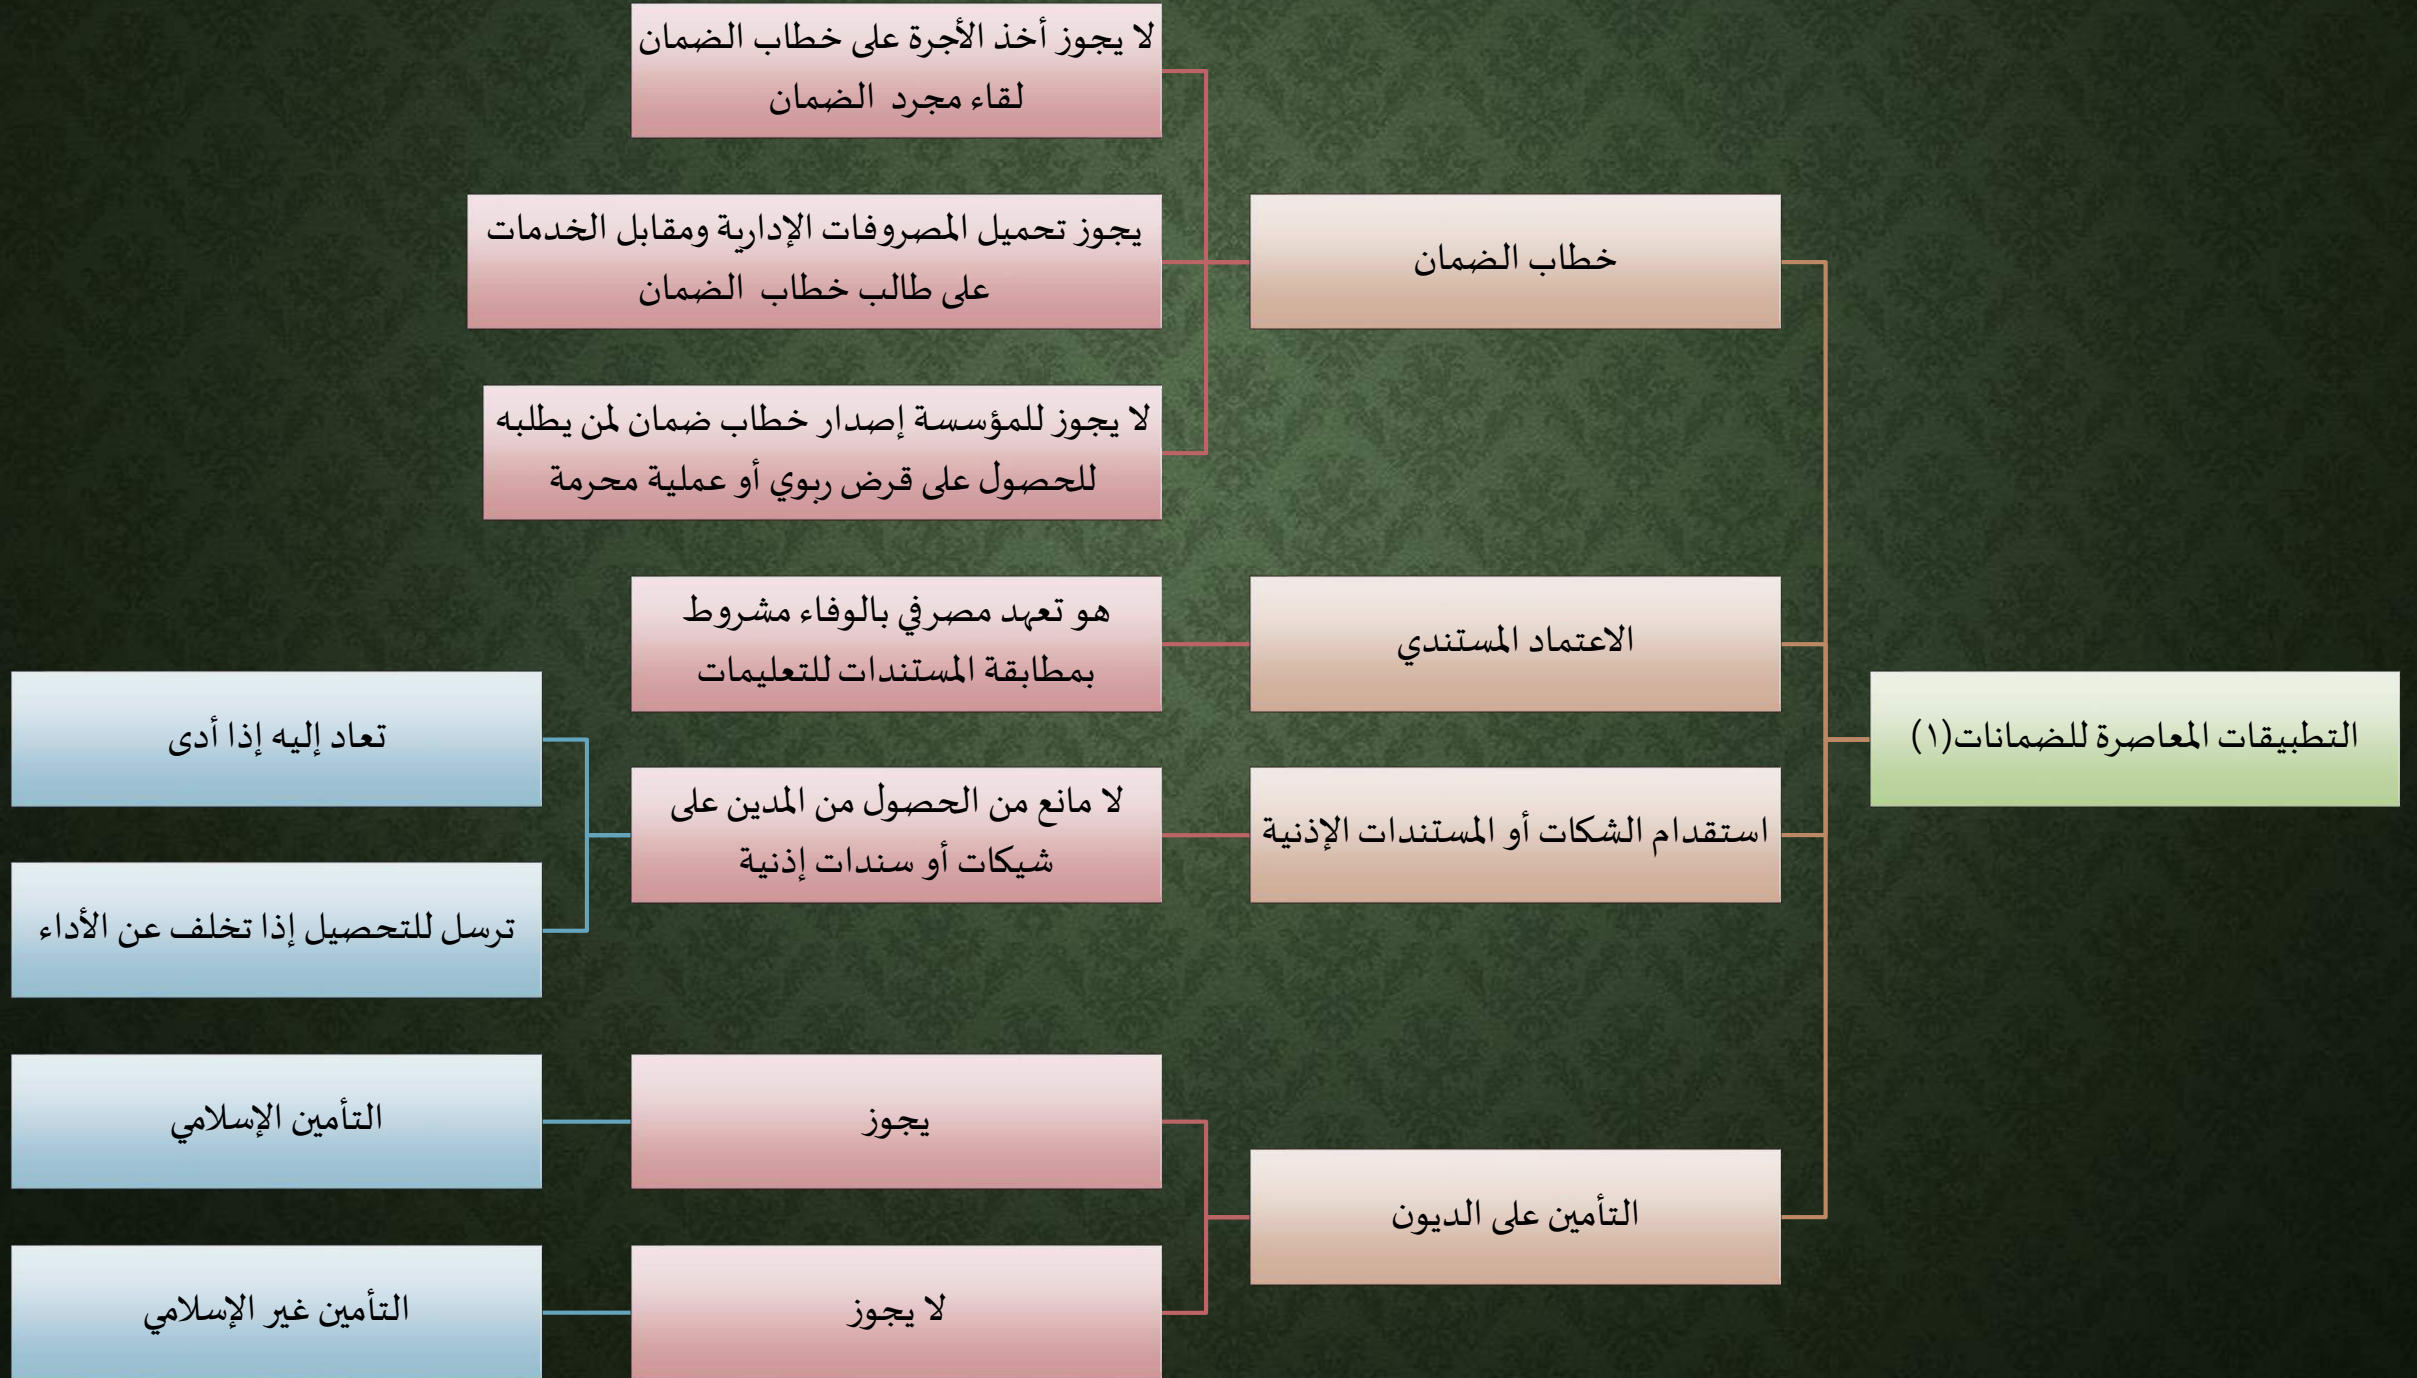 التطبيقات المعاصرة للضمانات(١)
خطاب الضمان
لا يجوز أخذ الأجرة على خطاب الضمان
لقاء مجرد الضمان
يجوز تحميل المصروفات الإدارية ومقابل الخدمات
على طالب خطاب الضمان
لا يجوز للمؤسسة إصدار خطاب ضمان لمن يطلبه
للحصول على قرض ربوي أو عملية محرمة
الاعتماد المستندي
هو تعهد مصرفي بالوفاء مشروط
بمطابقة المستندات للتعليمات
استقدام الشكات أو المستندات الإذنية
لا مانع من الحصول من المدين على
شيكات أو سندات إذنية
تعاد إليه إذا أدى
ترسل للتحصيل إذا تخلف عن الأداء
التأمين على الديون
يجوز
التأمين الإسلامي
لا يجوز
التأمين غير الإسلامي